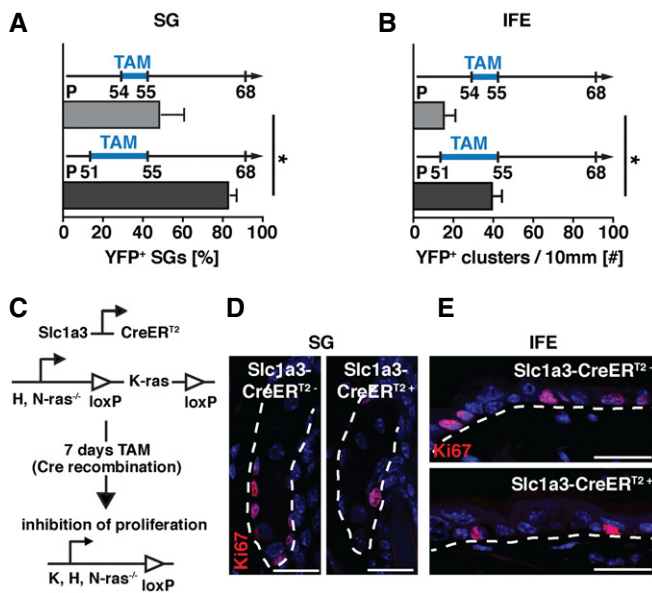 A
SG
TAM
P
54 55 68
TAM
P 51 55 68
*
0 20 40 60 80 100
YFP+ SGs [%]
B
IFE
TAM
P
54 55 68
TAM
P 51 55 68
*
0 20 40 60 80 100
YFP+ clusters / 10mm [#]
C
Slc1a3 CreERT2
K-ras
H, N-ras-/- loxP loxP
7 days TAM
(Cre recombination)
inhibition of proliferation
K, H, N-ras-/- loxP
D
SG
Slc1a3-
CreERT2 -
Slc1a3-
CreERT2 +
Ki67
E
IFE
Slc1a3-CreERT2 -
Ki67
Slc1a3-CreERT2 +